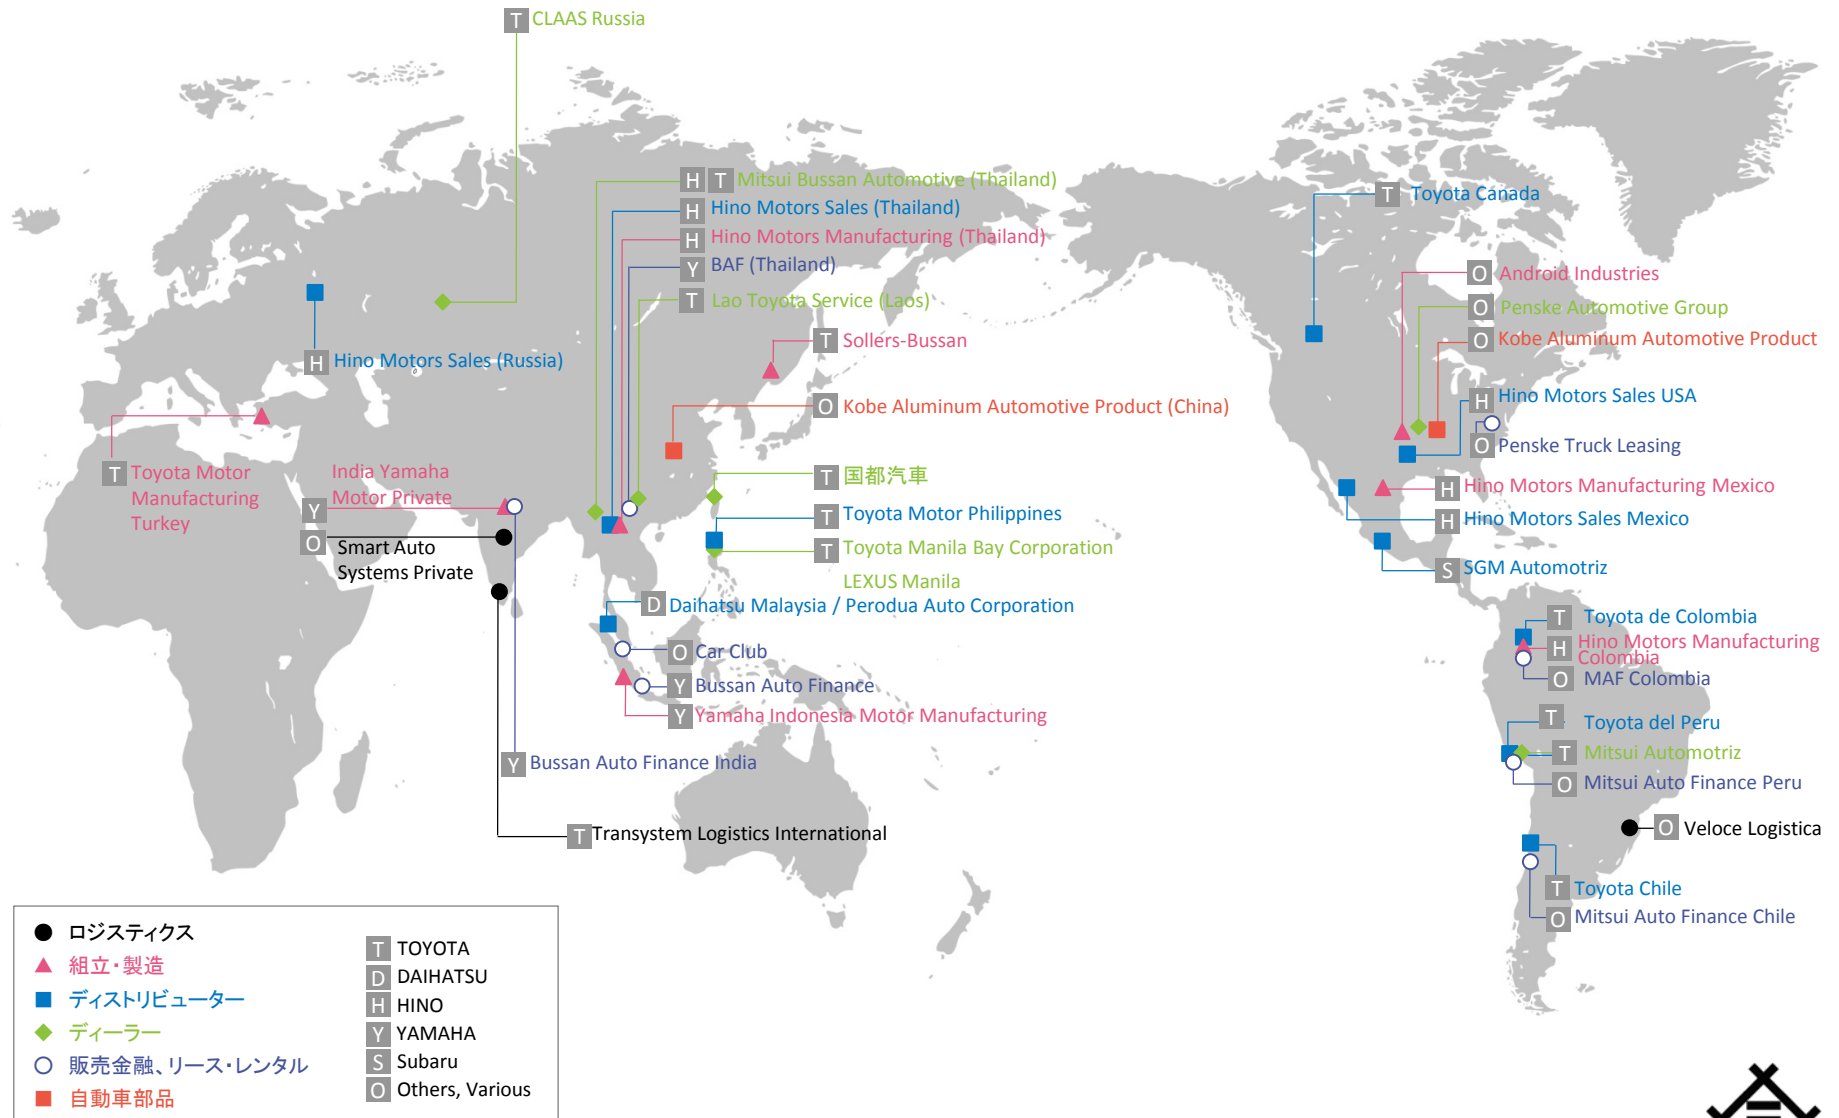 T CLAAS Russia
H T Mitsui Bussan Automotive (Thailand)
H Hino Motors Sales (Thailand)
H Hino Motors Manufacturing (Thailand)
Y BAF (Thailand)
T Lao Toyota Service (Laos)
T Sollers-Bussan
H Hino Motors Sales (Russia)
O Kobe Aluminum Automotive Product (China)
T Toyota Motor
Manufacturing
Turkey
India Yamaha
Motor Private
Y
O Smart Auto
Systems Private
T 国都汽車
T Toyota Motor Philippines
T Toyota Manila Bay Corporation
LEXUS Manila
D Daihatsu Malaysia / Perodua Auto Corporation
O Car Club
Y Bussan Auto Finance
Y Yamaha Indonesia Motor Manufacturing
Y Bussan Auto Finance India
T Transystem Logistics International
T Toyota Canada
O Android Industries
O Penske Automotive Group
O Kobe Aluminum Automotive Product
H Hino Motors Sales USA
O Penske Truck Leasing
H Hino Motors Manufacturing Mexico
H Hino Motors Sales Mexico
S SGM Automotriz
T Toyota de Colombia
H Hino Motors Manufacturing
Colombia
O MAF Colombia
T Toyota del Peru
T Mitsui Automotriz
O Mitsui Auto Finance Peru
O Veloce Logistica
T Toyota Chile
O Mitsui Auto Finance Chile
ロジスティクス
組立・製造
ディストリビューター
ディーラー
販売金融、リース・レンタル
自動車部品
T TOYOTA
D DAIHATSU
H HINO
Y YAMAHA
S Subaru
O Others, Various